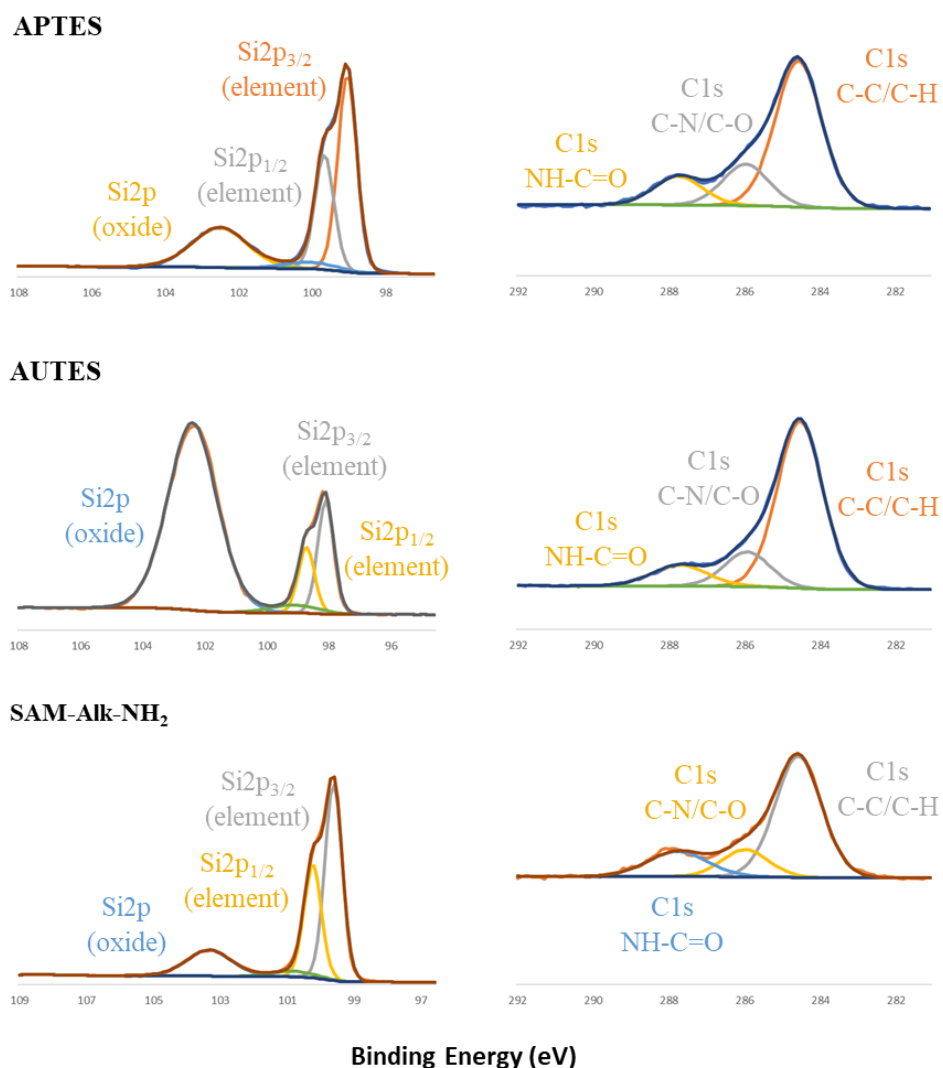 APTES
Si2p3/2
(element)
Si2p1/2
(element)
Si2p
(oxide)
108 106 104 102 100 98
C1s
C-C/C-H
C1s
C-N/C-O
C1s
NH-C=O
292 290 288 286 284 282
AUTES
Si2p
(oxide)
Si2p3/2
(element)
Si2p1/2
(element)
108 106 104 102 100 98 96
C1s
C-N/C-O
C1s
C-C/C-H
C1s
NH-C=O
292 290 288 286 284 282
SAM-Alk-NH2
Si2p3/2
(element)
Si2p1/2
(element)
Si2p
(oxide)
109 107 105 103 101 99 97
C1s
C-N/C-O
C1s
C-C/C-H
C1s
NH-C=O
292 290 288 286 284 282
Binding Energy (eV)